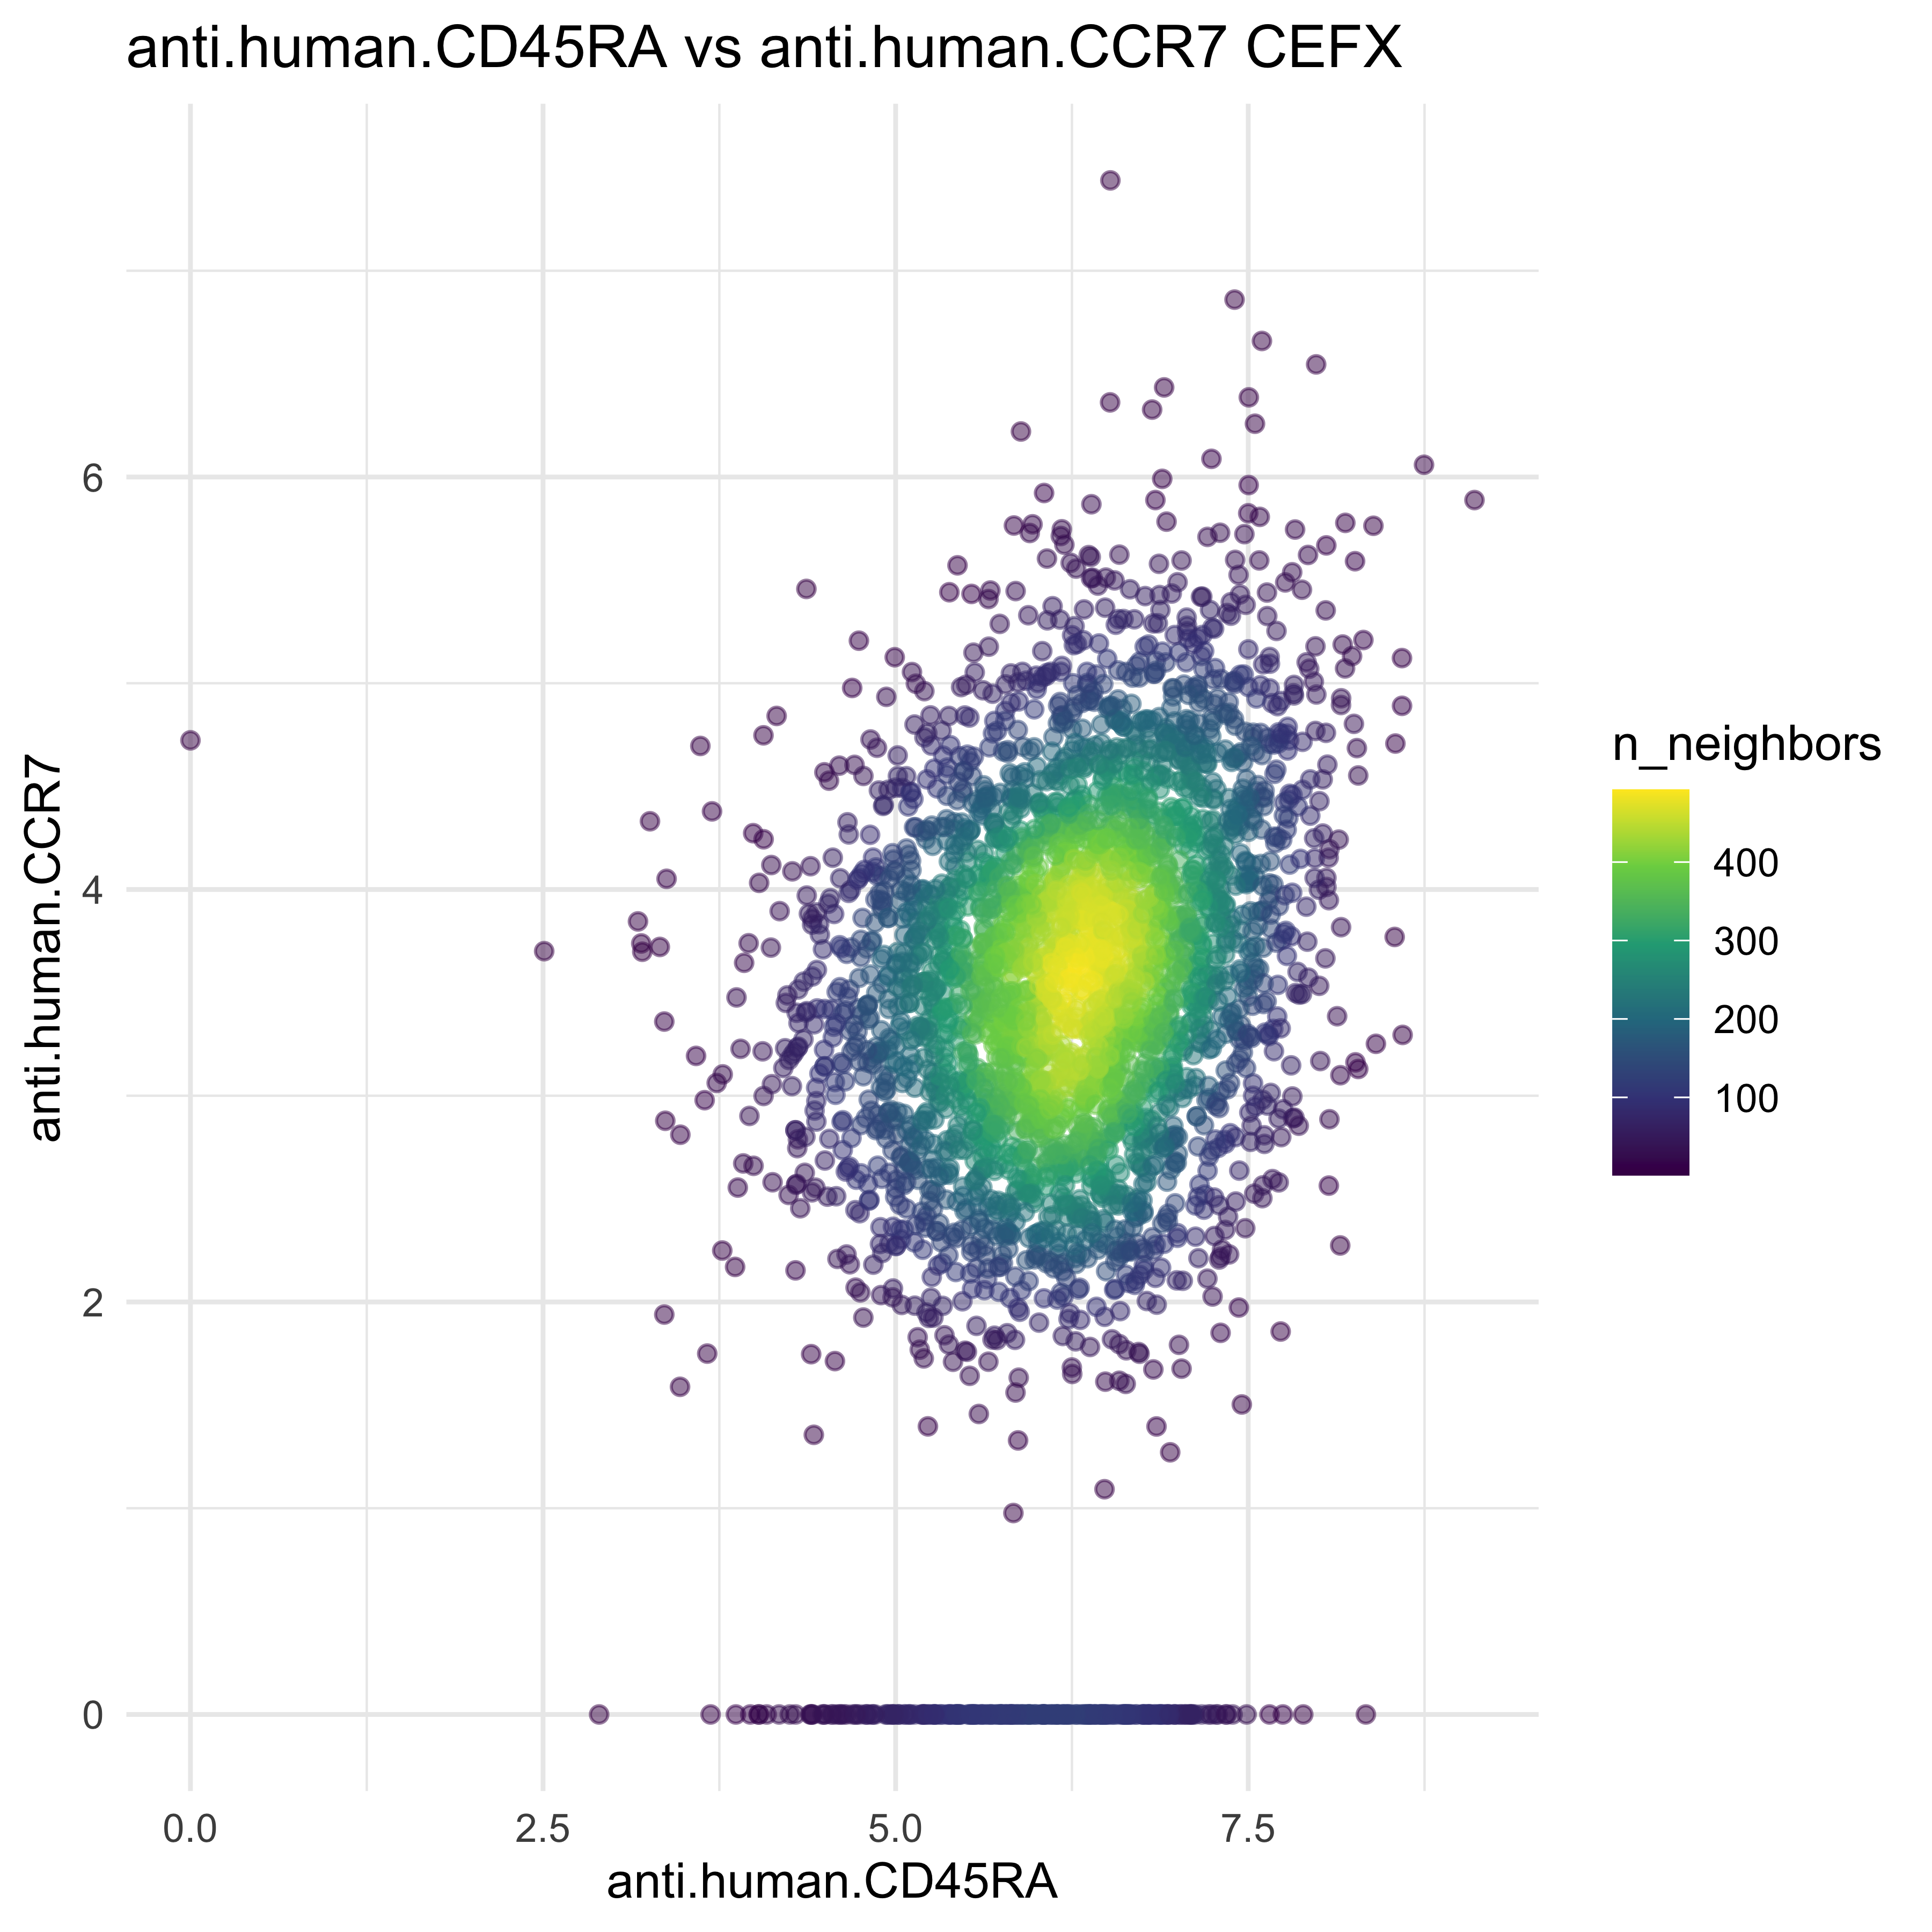 anti.human.CD45RA vs anti.human.CCR7 CEFX
anti.human.CCR7
6
4
2
0
0.0 2.5 5.0 7.5
anti.human.CD45RA
n_neighbors
400
300
200
100